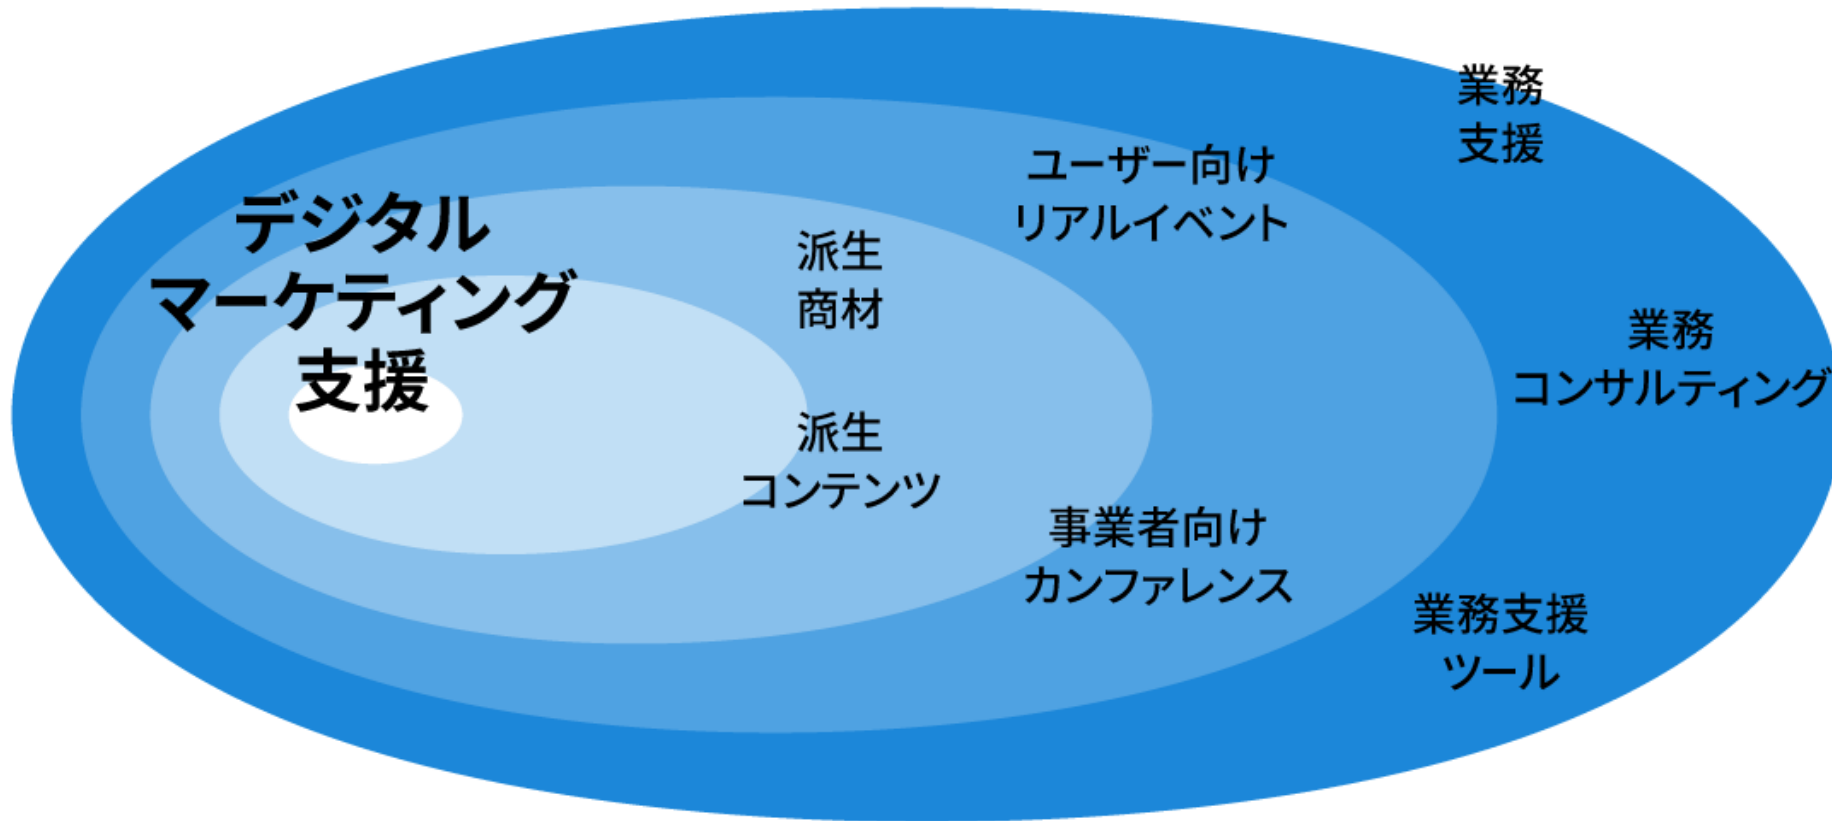 デジタル
マーケティング
支援
派生
商材
派生
コンテンツ
ユーザー向け
リアルイベント
事業者向け
カンファレンス
業務
支援
業務
コンサルティング
業務支援
ツール